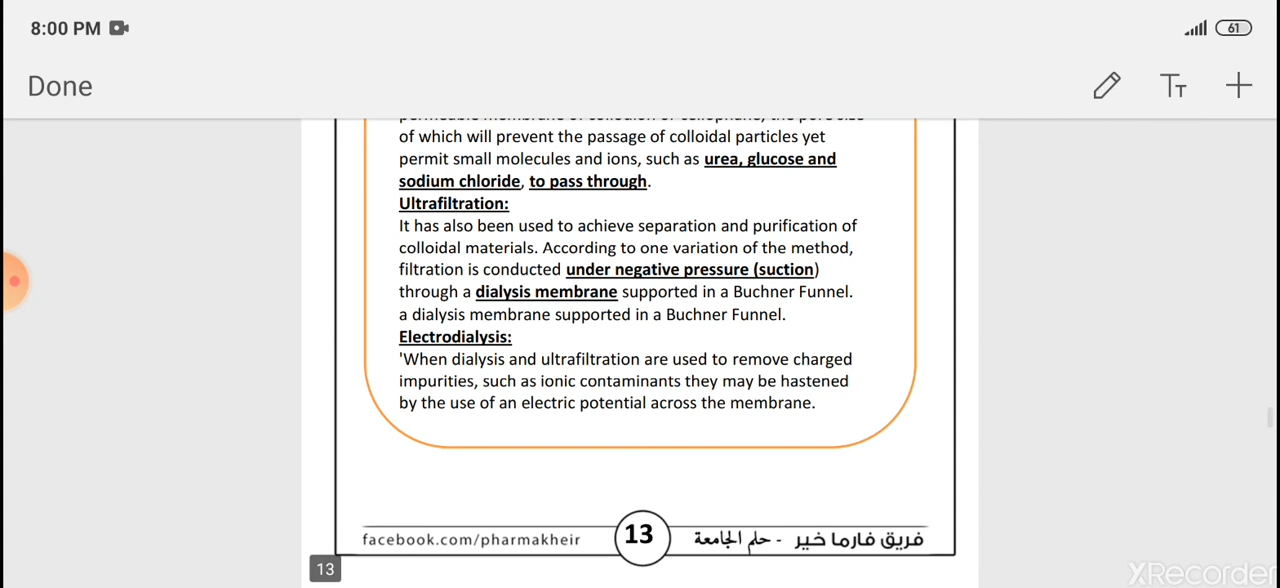 8:00 PM
61
Done
of which will prevent the passage of colloidal particles yet
permit small molecules and ions, such as urea, glucose and
sodium chloride, to pass through.
Ultrafiltration:
It has also been used to achieve separation and purification of
colloidal materials. According to one variation of the method,
filtration is conducted under negative pressure (suction)
through a dialysis membrane supported in a Buchner Funnel.
a dialysis membrane supported in a Buchner Funnel.
Electrodialysis:
'When dialysis and ultrafiltration are used to remove charged
impurities, such as ionic contaminants they may be hastened
by the use of an electric potential across the membrane.
facebook.com/pharmakheir
13
فريق فارما خير - حلم الجامعة
13
XRecorder